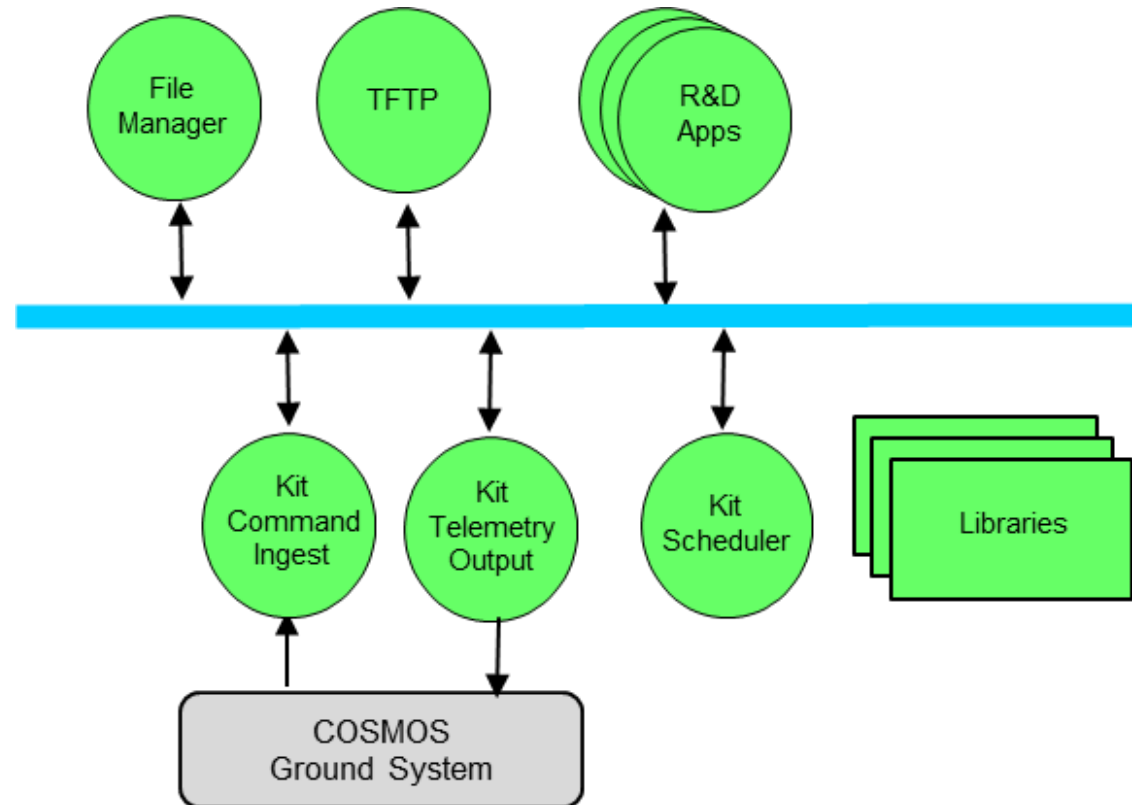 File
Manager
TFTP
R&D
Apps
Kit
Command
Ingest
Kit
Telemetry
Output
Kit
Scheduler
Libraries
COSMOS
Ground System